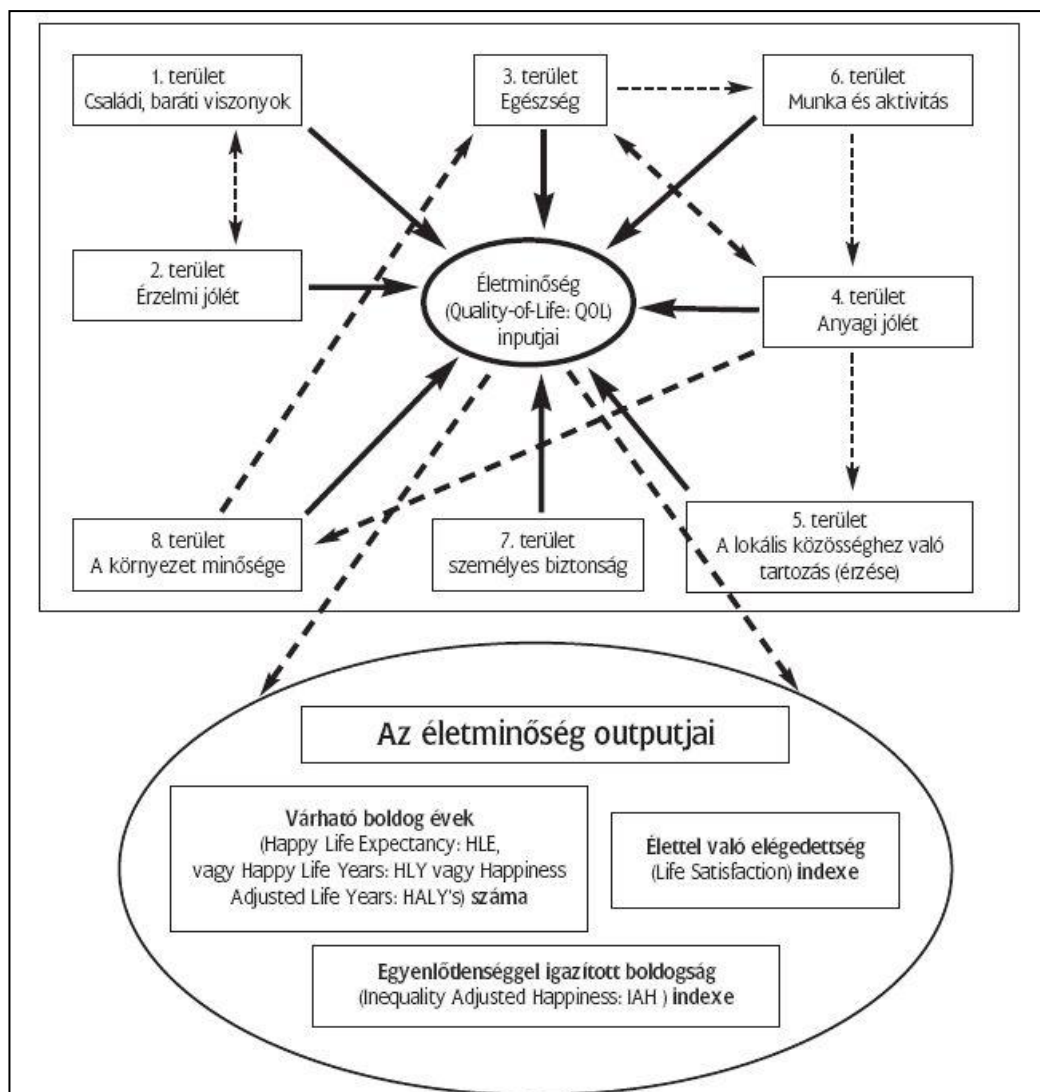 1. terület
Családi, baráti viszonyok
3. terület
Egészség
6. terület
Munka és aktivitás
2. terület
Érzelmi jólét
Életminőség
(Quality-of-Life: QOL)
inputjai
4. terület
Anyagi jólét
8. terület
A környezet minősége
7. terület
személyes biztonság
5. terület
A lokális közösséghez való
tartozás (érzése)
Az életminőség outputjai
Várható boldog évek
(Happy Life Expectancy: HLE,
vagy Happy Life Years: HLY vagy Happiness
Adjusted Life Years: HALY's) száma
Élettel való elégedettség
(Life Satisfaction) indexe
Egyenlődenséggel igazított boldogság
(Inequality Adjusted Happiness: IAH ) indexe